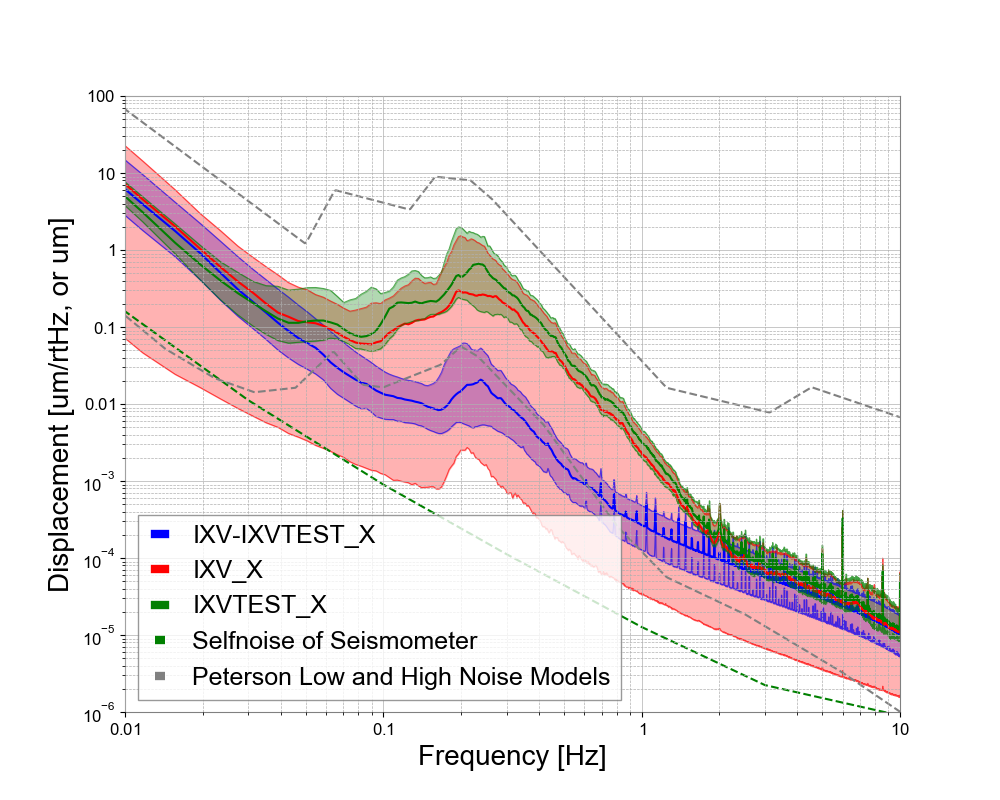 100
10
1
0.1
0.01
10⁻³
10⁻⁴
10⁻⁵
10⁻⁶
Displacement [um/rtHz, or um]
IXV-IXVTEST_X
IXV_X
IXVTEST_X
Selfnoise of Seismometer
Peterson Low and High Noise Models
0.01
0.1
1
10
Frequency [Hz]